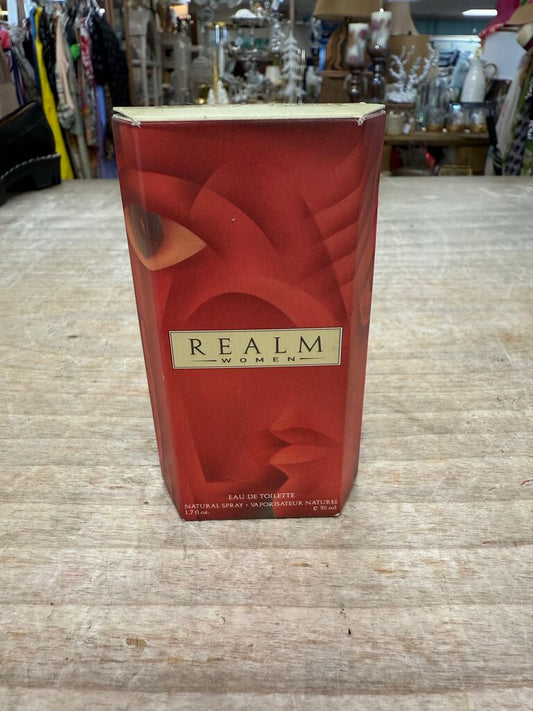 REALM
WOMEN
EAU DE TOILETTE
NATURAL SPRAY - VAPORISATEUR NATUREL
1.7 fl.oz. ℮ 50 ml